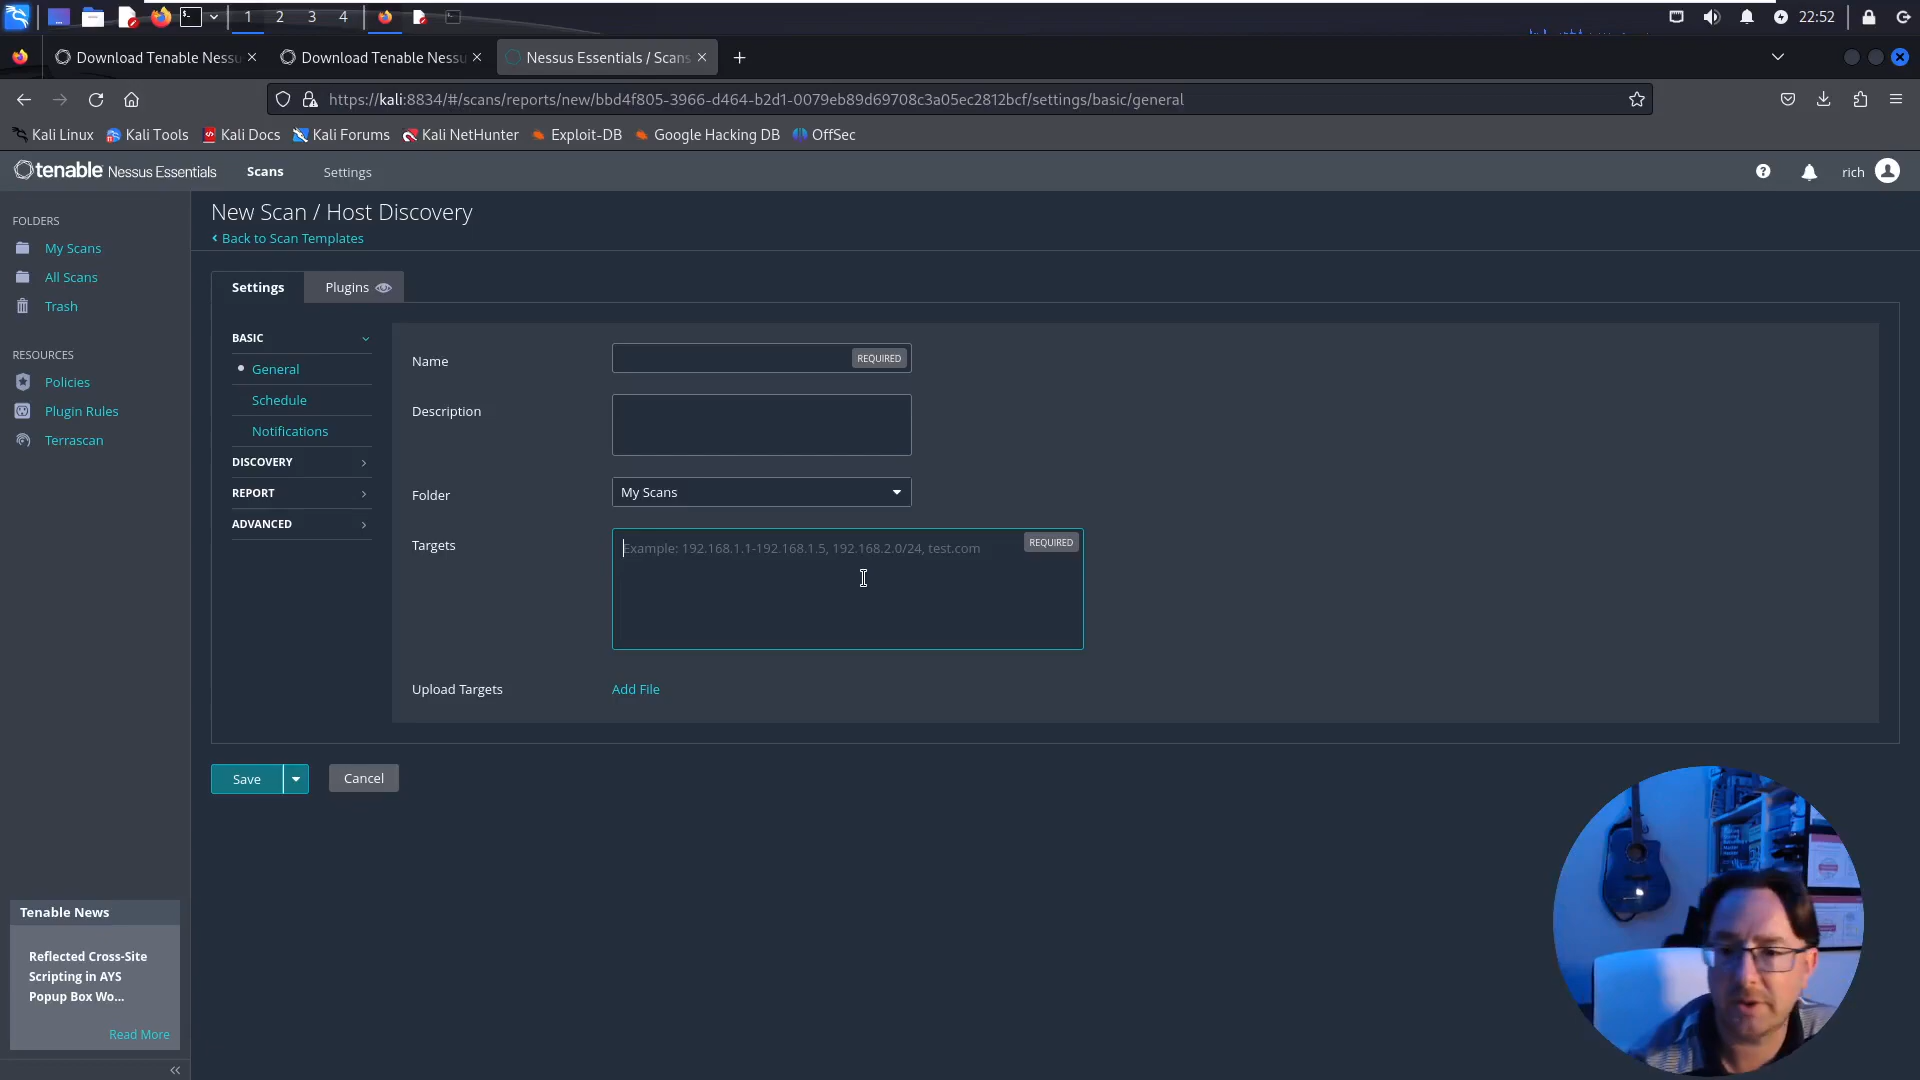 1 2 3 4
22:52
Download Tenable Nessu
Download Tenable Nessu
Nessus Essentials / Scans
https://kali:8834/#/scans/reports/new/bbd4f805-3966-d464-b2d1-0079eb89d69708c3a05ec2812bcf/settings/basic/general
Kali Linux Kali Tools Kali Docs Kali Forums Kali NetHunter Exploit-DB Google Hacking DB OffSec
tenable Nessus Essentials Scans Settings rich
FOLDERS
My Scans
All Scans
Trash
RESOURCES
Policies
Plugin Rules
Terrascan
New Scan / Host Discovery
Back to Scan Templates
Settings Plugins
BASIC
General
Schedule
Notifications
DISCOVERY
REPORT
ADVANCED
Name REQUIRED
Description
Folder My Scans
Targets Example: 192.168.1.1-192.168.1.5, 192.168.2.0/24, test.com REQUIRED
Upload Targets Add File
Save Cancel
Tenable News
Reflected Cross-Site
Scripting in AYS
Popup Box Wo...
Read More